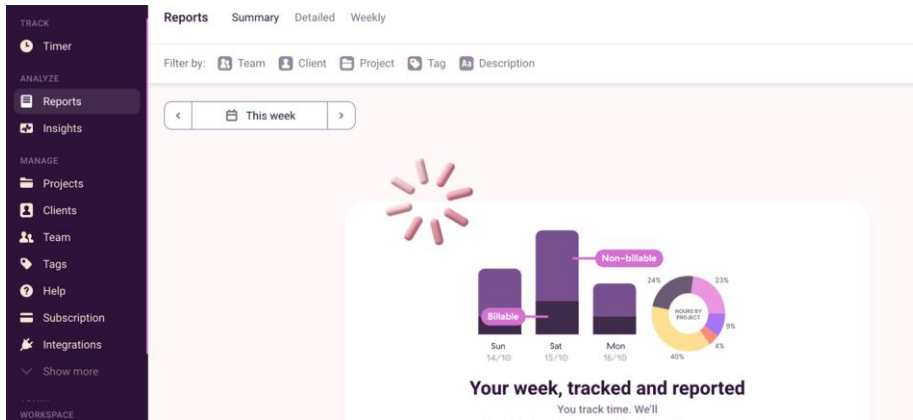 TRACK
Timer
ANALYZE
Reports
Insights
MANAGE
Projects
Clients
Team
Tags
Help
Subscription
Integrations
Show more
WORKSPACE
Reports Summary Detailed Weekly
Filter by: Team Client Project Tag Aa Description
This week
Non-billable
Billable
Sun Sat Mon
14/10 15/10 16/10
24% 23%
HOURS BY
PROJECT
9%
4%
40%
Your week, tracked and reported
You track time. We'll